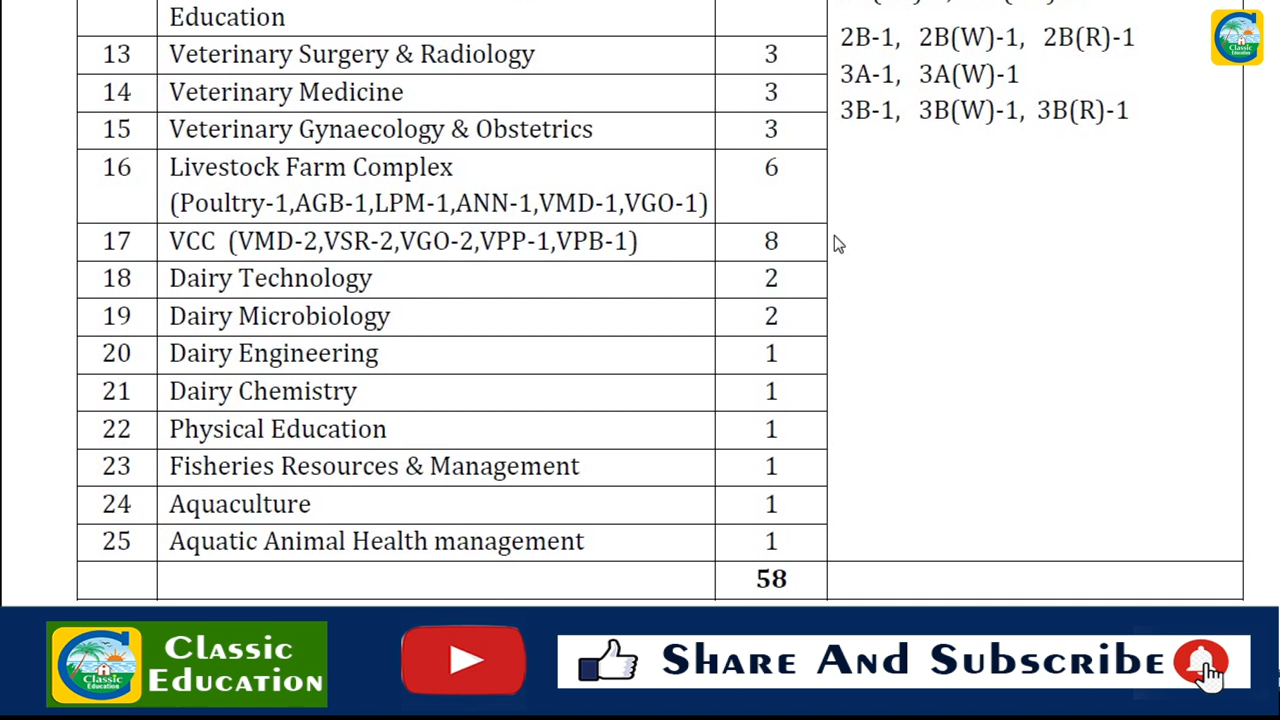 Education
13 Veterinary Surgery & Radiology 3
14 Veterinary Medicine 3
15 Veterinary Gynaecology & Obstetrics 3
16 Livestock Farm Complex 6
(Poultry-1,AGB-1,LPM-1,ANN-1,VMD-1,VGO-1)
17 VCC (VMD-2,VSR-2,VGO-2,VPP-1,VPB-1) 8
18 Dairy Technology 2
19 Dairy Microbiology 2
20 Dairy Engineering 1
21 Dairy Chemistry 1
22 Physical Education 1
23 Fisheries Resources & Management 1
24 Aquaculture 1
25 Aquatic Animal Health management 1
58
2B-1, 2B(W)-1, 2B(R)-1
3A-1, 3A(W)-1
3B-1, 3B(W)-1, 3B(R)-1
Classic
Education
Classic
Education
Classic
Education
Share And Subscribe